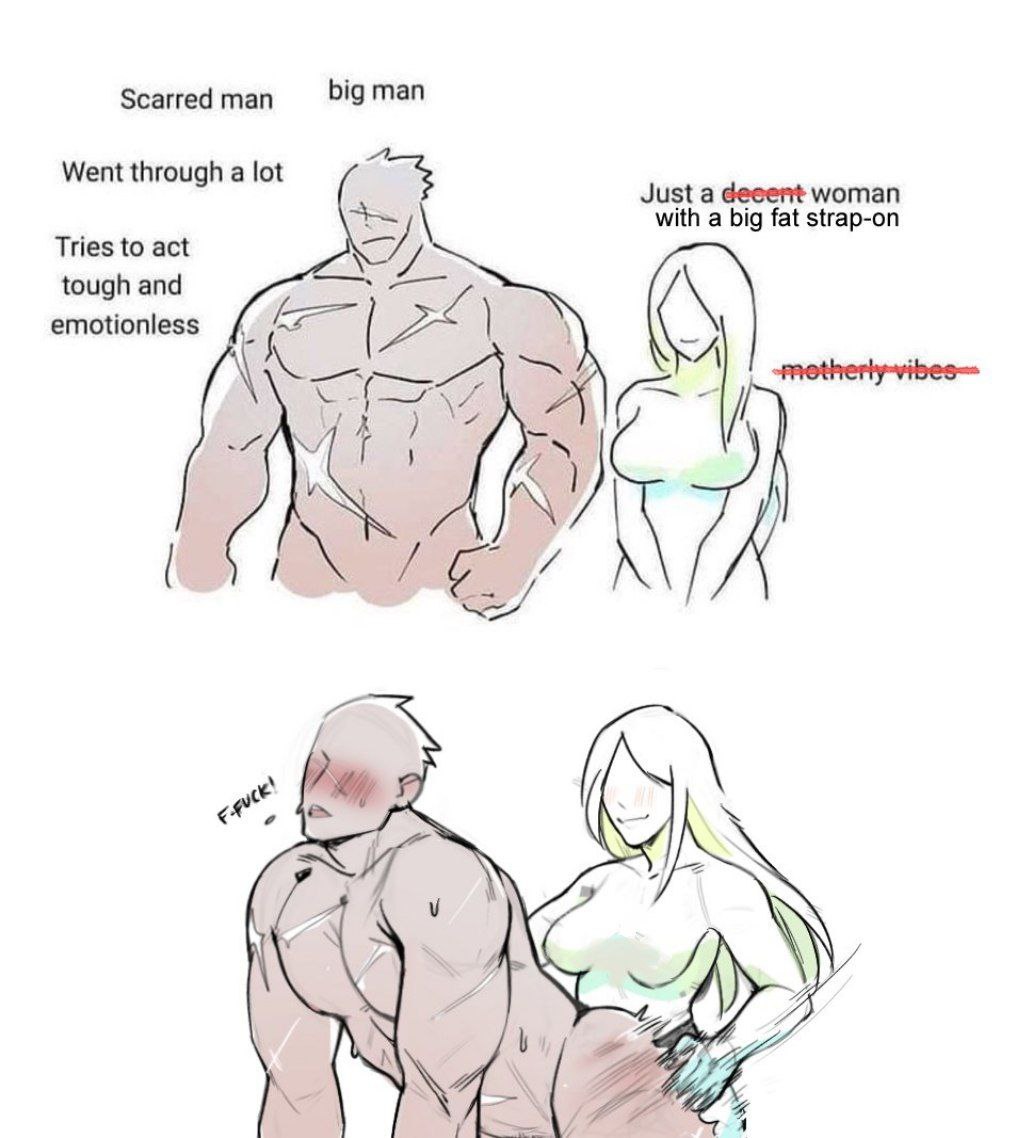 Scarred man
big man
Went through a lot
Tries to act
tough and
emotionless
Just a decent woman
with a big fat strap-on
motherly vibes
F-FUCK!